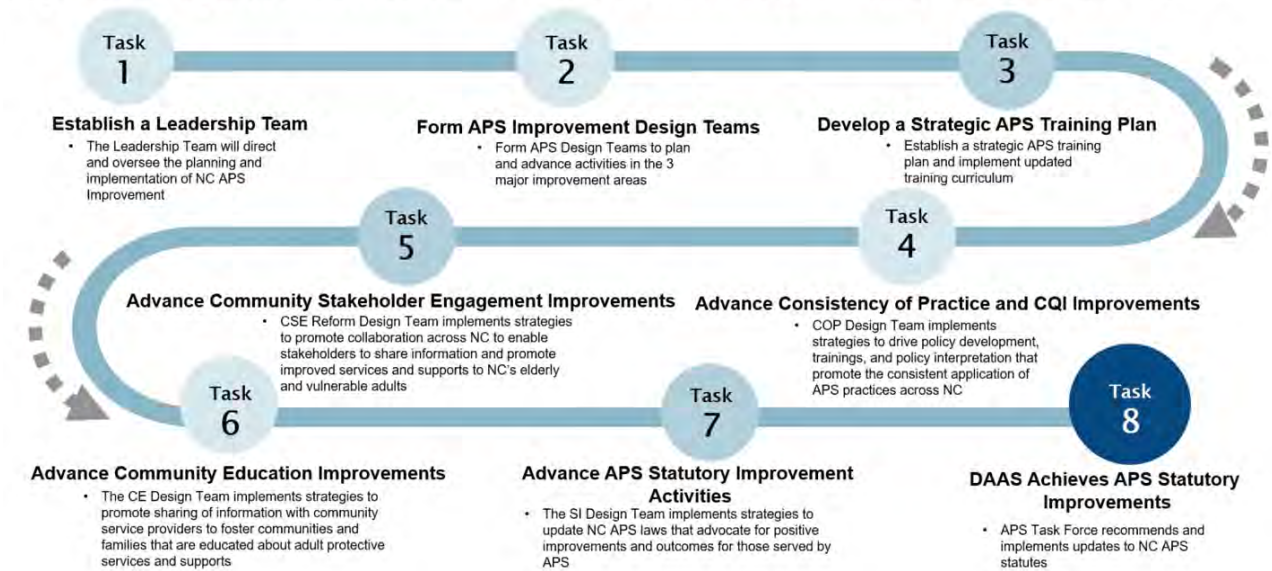 Task
1
Establish a Leadership Team
• The Leadership Team will direct
and oversee the planning and
implementation of NC APS
Improvement
Task
2
Form APS Improvement Design Teams
• Form APS Design Teams to plan
and advance activities in the 3
major improvement areas
Task
3
Develop a Strategic APS Training Plan
• Establish a strategic APS training
plan and implement updated
training curriculum
Task
4
Advance Consistency of Practice and CQI Improvements
• COP Design Team implements
strategies to drive policy development,
trainings, and policy interpretation that
promote the consistent application of
APS practices across NC
Task
5
Advance Community Stakeholder Engagement Improvements
• CSE Reform Design Team implements strategies
to promote collaboration across NC to enable
stakeholders to share information and promote
improved services and supports to NC's elderly
and vulnerable adults
Task
6
Advance Community Education Improvements
• The CE Design Team implements strategies to
promote sharing of information with community
service providers to foster communities and
families that are educated about adult protective
services and supports
Task
7
Advance APS Statutory Improvement
Activities
• The SI Design Team implements strategies to
update NC APS laws that advocate for positive
improvements and outcomes for those served by
APS
Task
8
DAAS Achieves APS Statutory
Improvements
• APS Task Force recommends and
implements updates to NC APS
statutes